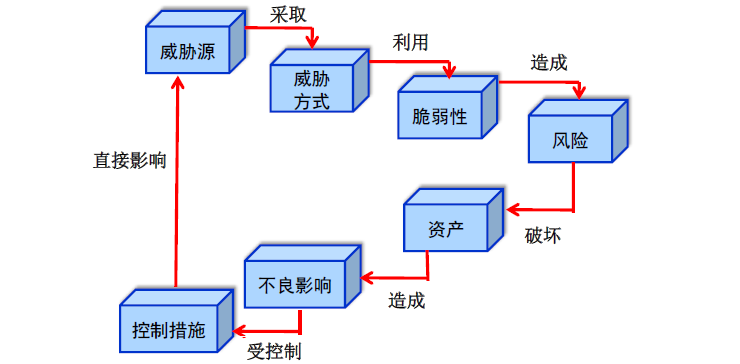 采取
威胁源
利用
威胁
方式
造成
脆弱性
风险
直接影响
资产
破坏
不良影响
造成
控制措施
受控制